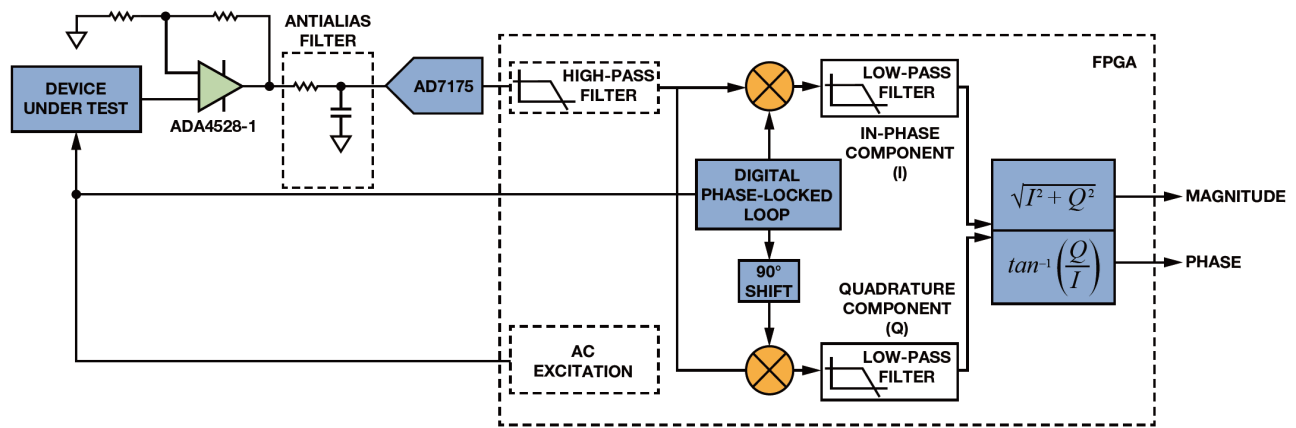 ANTIALIAS
FILTER
FPGA
DEVICE
UNDER TEST
ADA4528-1
AD7175
HIGH-PASS
FILTER
LOW-PASS
FILTER
IN-PHASE
COMPONENT
(I)
DIGITAL
PHASE-LOCKED
LOOP
√I² + Q²
MAGNITUDE
tan⁻¹ (Q/I)
PHASE
90°
SHIFT
QUADRATURE
COMPONENT
(Q)
AC
EXCITATION
LOW-PASS
FILTER